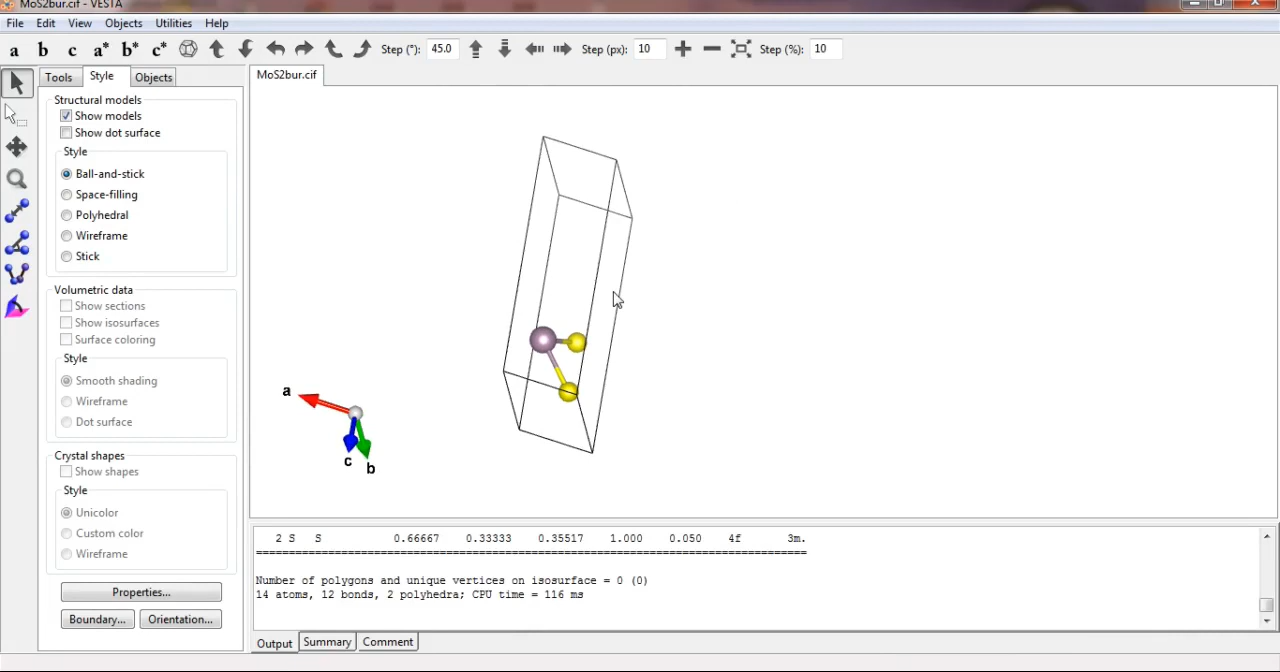 MoS2bur.cif - VESTA
File Edit View Objects Utilities Help
a b c a* b* c* Step (°): 45.0 Step (px): 10 Step (%): 10
Tools Style Objects
MoS2bur.cif
Structural models
Show models
Show dot surface
Style
Ball-and-stick
Space-filling
Polyhedral
Wireframe
Stick
Volumetric data
Show sections
Show isosurfaces
Surface coloring
Style
Smooth shading
Wireframe
Dot surface
Crystal shapes
Show shapes
Style
Unicolor
Custom color
Wireframe
Properties...
Boundary... Orientation...
a
c
b
2 S S 0.66667 0.33333 0.35517 1.000 0.050 4f 3m.
Number of polygons and unique vertices on isosurface = 0 (0)
14 atoms, 12 bonds, 2 polyhedra; CPU time = 116 ms
Output Summary Comment